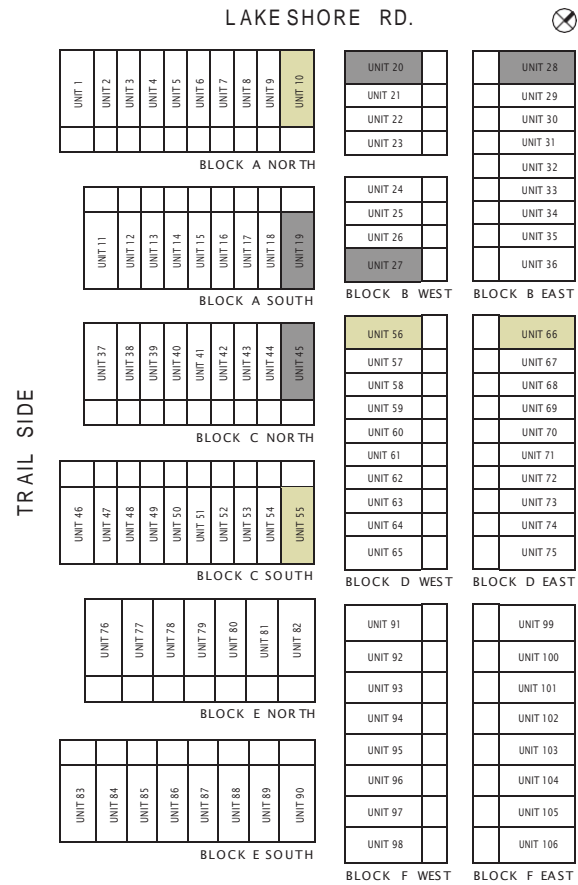 LAKE SHORE RD.
UNIT 1
UNIT 2
UNIT 3
UNIT 4
UNIT 5
UNIT 6
UNIT 7
UNIT 8
UNIT 9
UNIT 10
BLOCK A NORTH
UNIT 11
UNIT 12
UNIT 13
UNIT 14
UNIT 15
UNIT 16
UNIT 17
UNIT 18
UNIT 19
BLOCK A SOUTH
UNIT 20
UNIT 21
UNIT 22
UNIT 23
UNIT 24
UNIT 25
UNIT 26
UNIT 27
BLOCK B WEST
UNIT 28
UNIT 29
UNIT 30
UNIT 31
UNIT 32
UNIT 33
UNIT 34
UNIT 35
UNIT 36
BLOCK B EAST
TRAIL SIDE
UNIT 37
UNIT 38
UNIT 39
UNIT 40
UNIT 41
UNIT 42
UNIT 43
UNIT 44
UNIT 45
BLOCK C NORTH
UNIT 46
UNIT 47
UNIT 48
UNIT 49
UNIT 50
UNIT 51
UNIT 52
UNIT 53
UNIT 54
UNIT 55
BLOCK C SOUTH
UNIT 56
UNIT 57
UNIT 58
UNIT 59
UNIT 60
UNIT 61
UNIT 62
UNIT 63
UNIT 64
UNIT 65
BLOCK D WEST
UNIT 66
UNIT 67
UNIT 68
UNIT 69
UNIT 70
UNIT 71
UNIT 72
UNIT 73
UNIT 74
UNIT 75
BLOCK D EAST
UNIT 76
UNIT 77
UNIT 78
UNIT 79
UNIT 80
UNIT 81
UNIT 82
BLOCK E NORTH
UNIT 83
UNIT 84
UNIT 85
UNIT 86
UNIT 87
UNIT 88
UNIT 89
UNIT 90
BLOCK E SOUTH
UNIT 91
UNIT 92
UNIT 93
UNIT 94
UNIT 95
UNIT 96
UNIT 97
UNIT 98
BLOCK F WEST
UNIT 99
UNIT 100
UNIT 101
UNIT 102
UNIT 103
UNIT 104
UNIT 105
UNIT 106
BLOCK F EAST